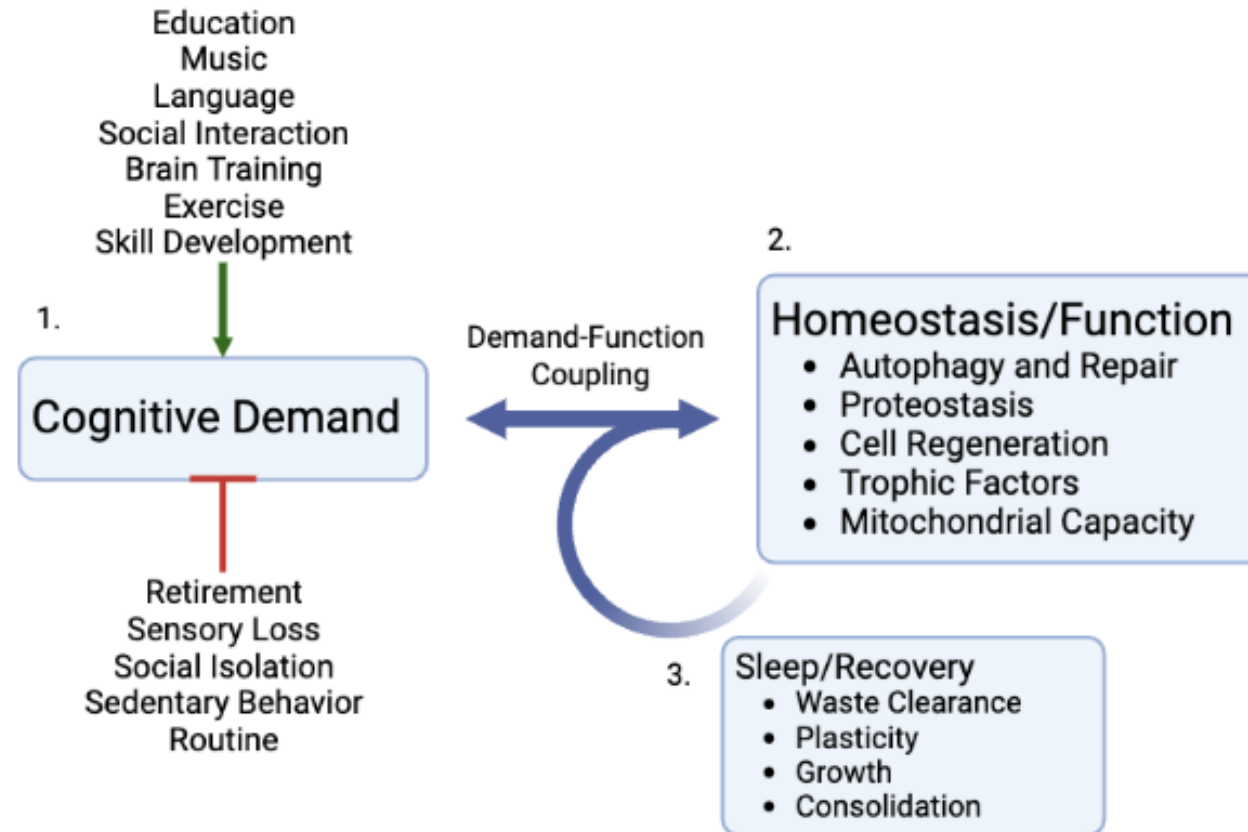 Education
Music
Language
Social Interaction
Brain Training
Exercise
Skill Development
1.
Cognitive Demand
Retirement
Sensory Loss
Social Isolation
Sedentary Behavior
Routine
Demand-Function
Coupling
2.
Homeostasis/Function
• Autophagy and Repair
• Proteostasis
• Cell Regeneration
• Trophic Factors
• Mitochondrial Capacity
3.
Sleep/Recovery
• Waste Clearance
• Plasticity
• Growth
• Consolidation